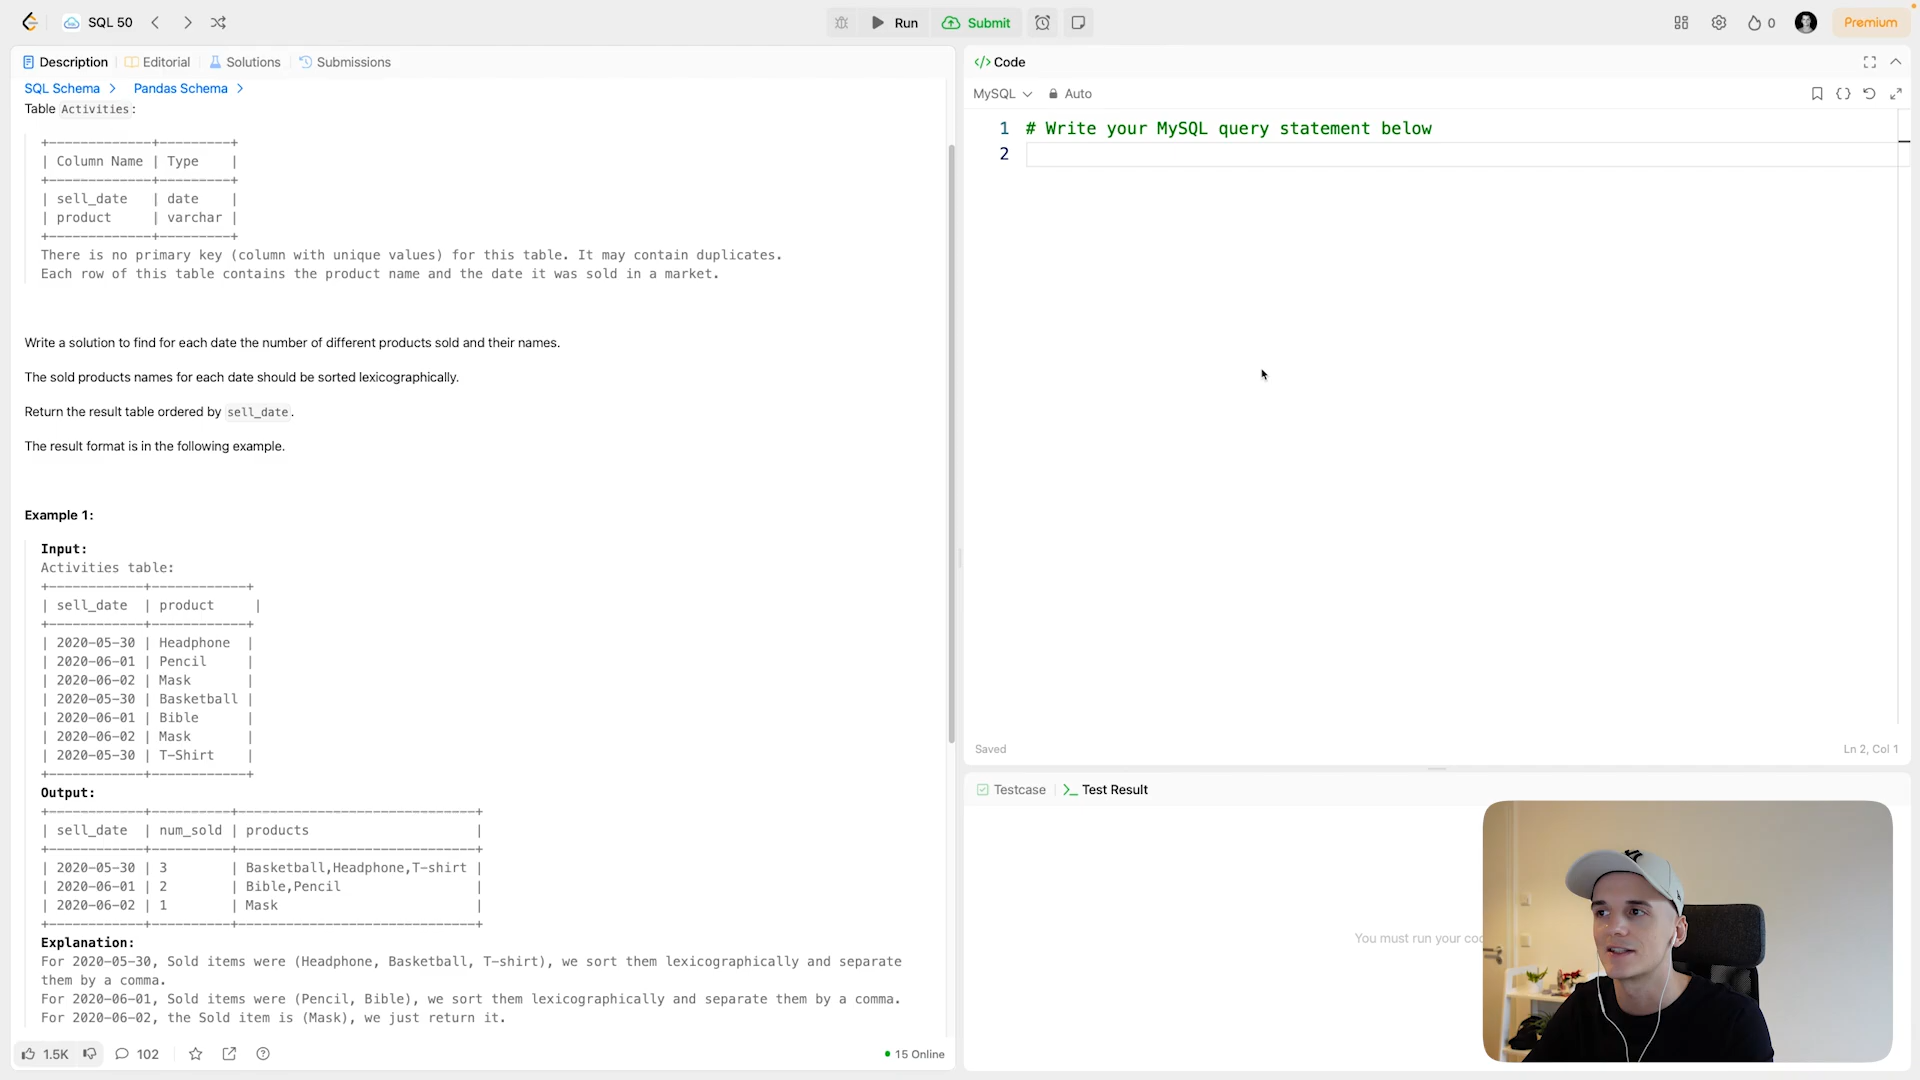 SQL 50
Run
Submit
0
Premium
Description
Editorial
Solutions
Submissions
SQL Schema >
Pandas Schema >
Table Activities:
+-------------+---------+
| Column Name | Type    |
+-------------+---------+
| sell_date   | date    |
| product     | varchar |
+-------------+---------+
There is no primary key (column with unique values) for this table. It may contain duplicates.
Each row of this table contains the product name and the date it was sold in a market.
Write a solution to find for each date the number of different products sold and their names.
The sold products names for each date should be sorted lexicographically.
Return the result table ordered by sell_date.
The result format is in the following example.
Example 1:
Input:
Activities table:
+------------+------------+
| sell_date  | product     |
+------------+------------+
| 2020-05-30 | Headphone  |
| 2020-06-01 | Pencil     |
| 2020-06-02 | Mask       |
| 2020-05-30 | Basketball |
| 2020-06-01 | Bible      |
| 2020-06-02 | Mask       |
| 2020-05-30 | T-Shirt    |
+------------+------------+
Output:
+------------+----------+------------------------------+
| sell_date  | num_sold | products                     |
+------------+----------+------------------------------+
| 2020-05-30 | 3        | Basketball,Headphone,T-shirt |
| 2020-06-01 | 2        | Bible,Pencil                 |
| 2020-06-02 | 1        | Mask                         |
+------------+----------+------------------------------+
Explanation:
For 2020-05-30, Sold items were (Headphone, Basketball, T-shirt), we sort them lexicographically and separate
them by a comma.
For 2020-06-01, Sold items were (Pencil, Bible), we sort them lexicographically and separate them by a comma.
For 2020-06-02, the Sold item is (Mask), we just return it.
1.5K
102
15 Online
</> Code
MySQL
Auto
1 # Write your MySQL query statement below
2
Saved
Ln 2, Col 1
Testcase
Test Result
You must run your